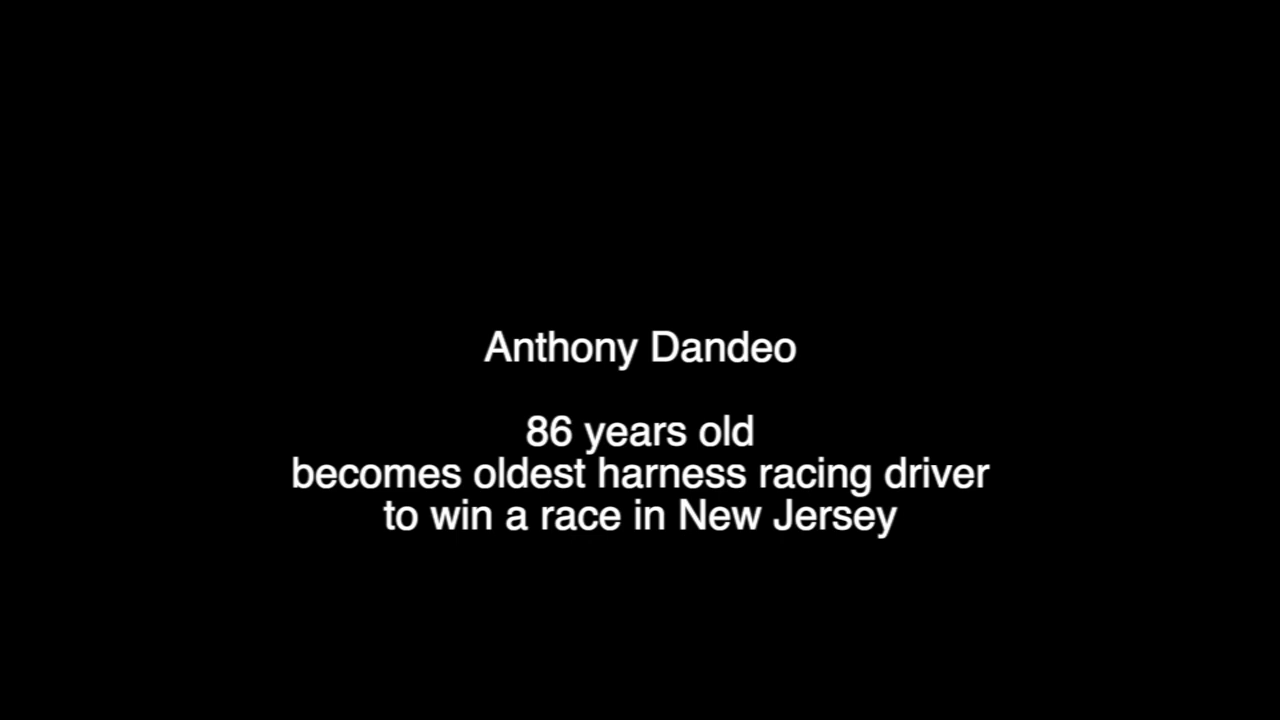 Anthony Dandeo
86 years old
becomes oldest harness racing driver
to win a race in New Jersey